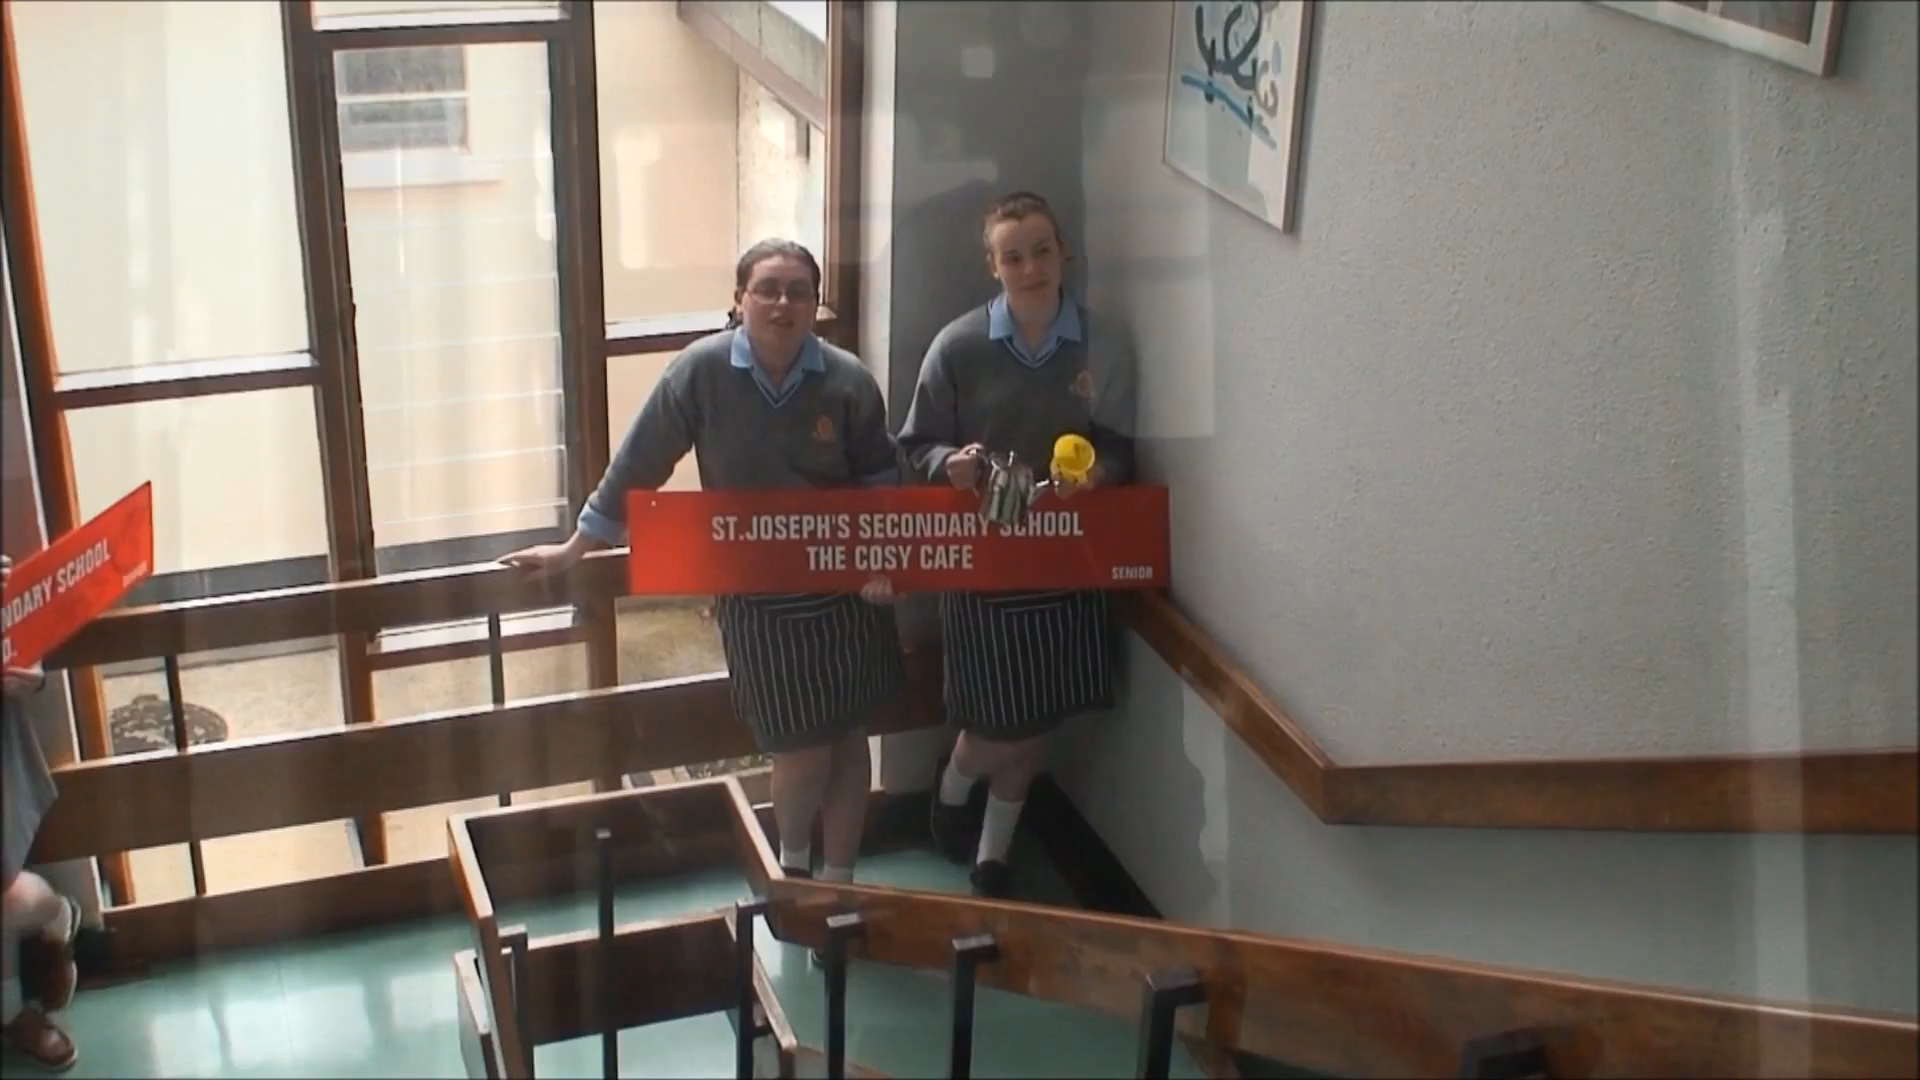 NDARY SCHOOL
D.
ST.JOSEPH'S SECONDARY SCHOOL
THE COSY CAFE
SENIOR